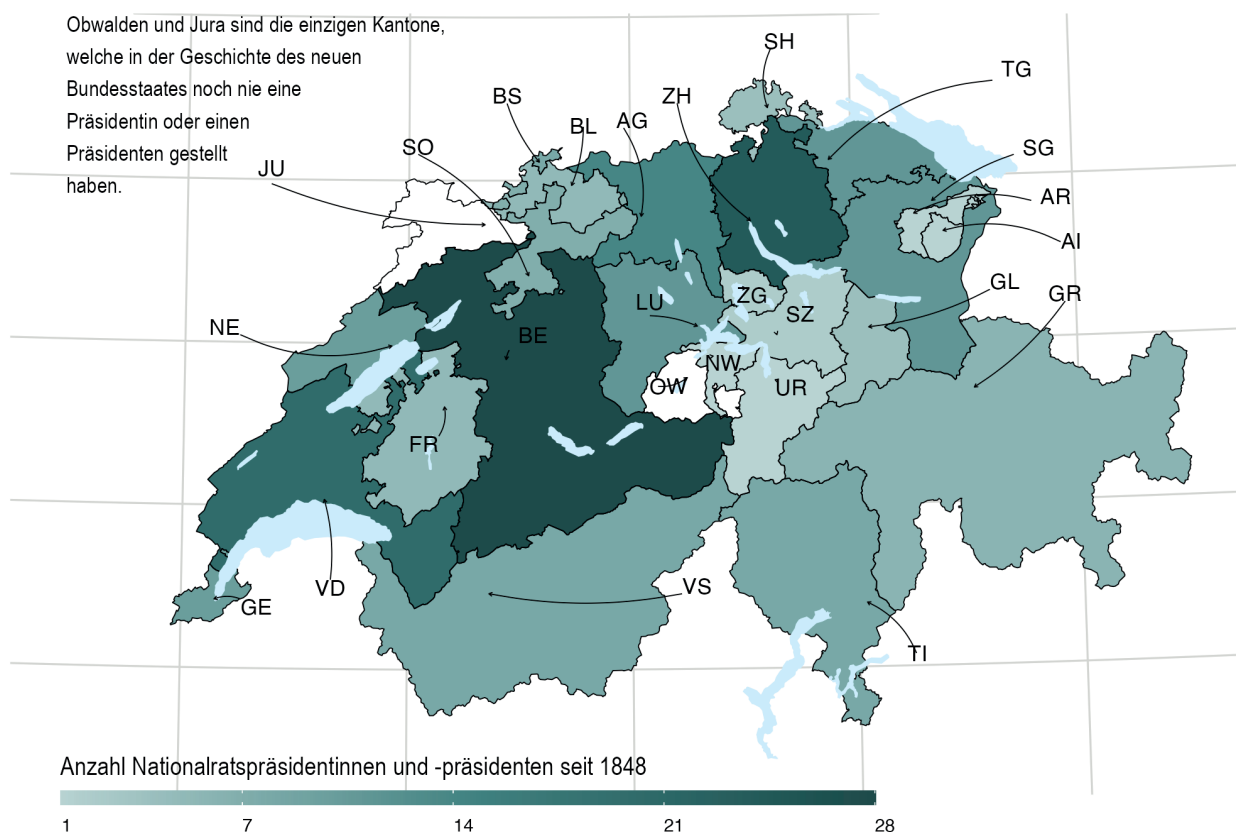 Obwalden und Jura sind die einzigen Kantone,
welche in der Geschichte des neuen
Bundesstaates noch nie eine
Präsidentin oder einen
Präsidenten gestellt
haben.
SH
TG
BS
ZH
BL
AG
SO
SG
JU
AR
AI
GL
GR
LU
ZG
SZ
NE
BE
NW
OW
UR
FR
VD
VS
GE
TI
Anzahl Nationalratspräsidentinnen und -präsidenten seit 1848
1 7 14 21 28